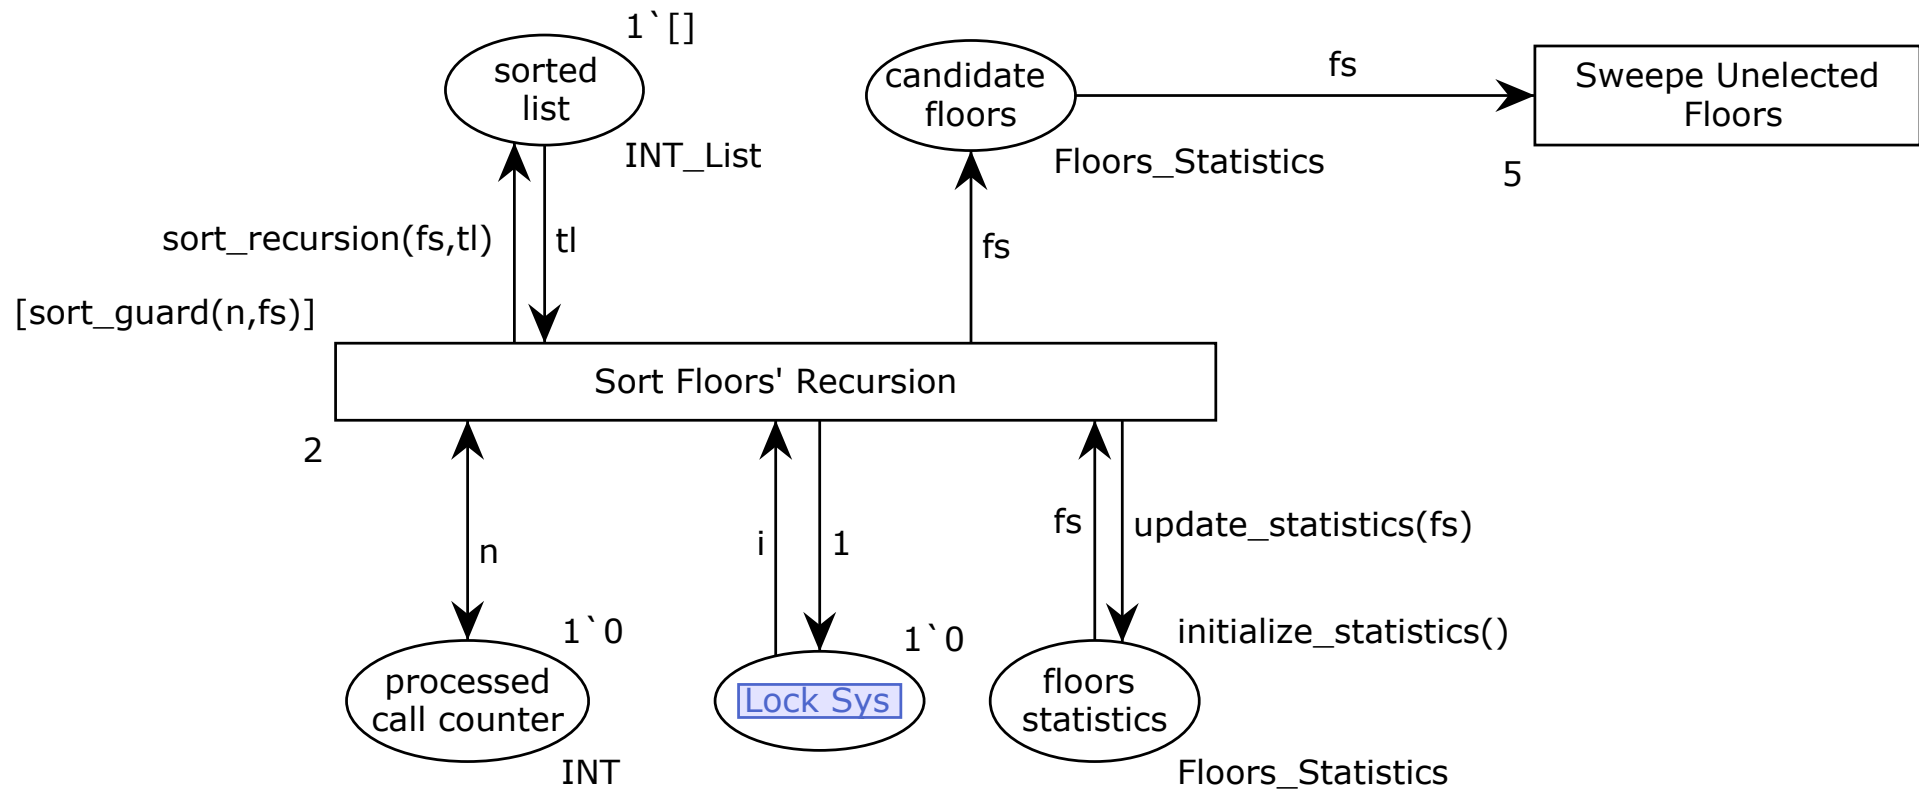 1`[]
sorted
list
INT_List
candidate
floors
Floors_Statistics
fs
Sweepe Unelected
Floors
5
sort_recursion(fs,tl)
tl
fs
[sort_guard(n,fs)]
Sort Floors' Recursion
2
n
i
1
fs
update_statistics(fs)
1`0
processed
call counter
INT
1`0
Lock Sys
initialize_statistics()
floors
statistics
Floors_Statistics